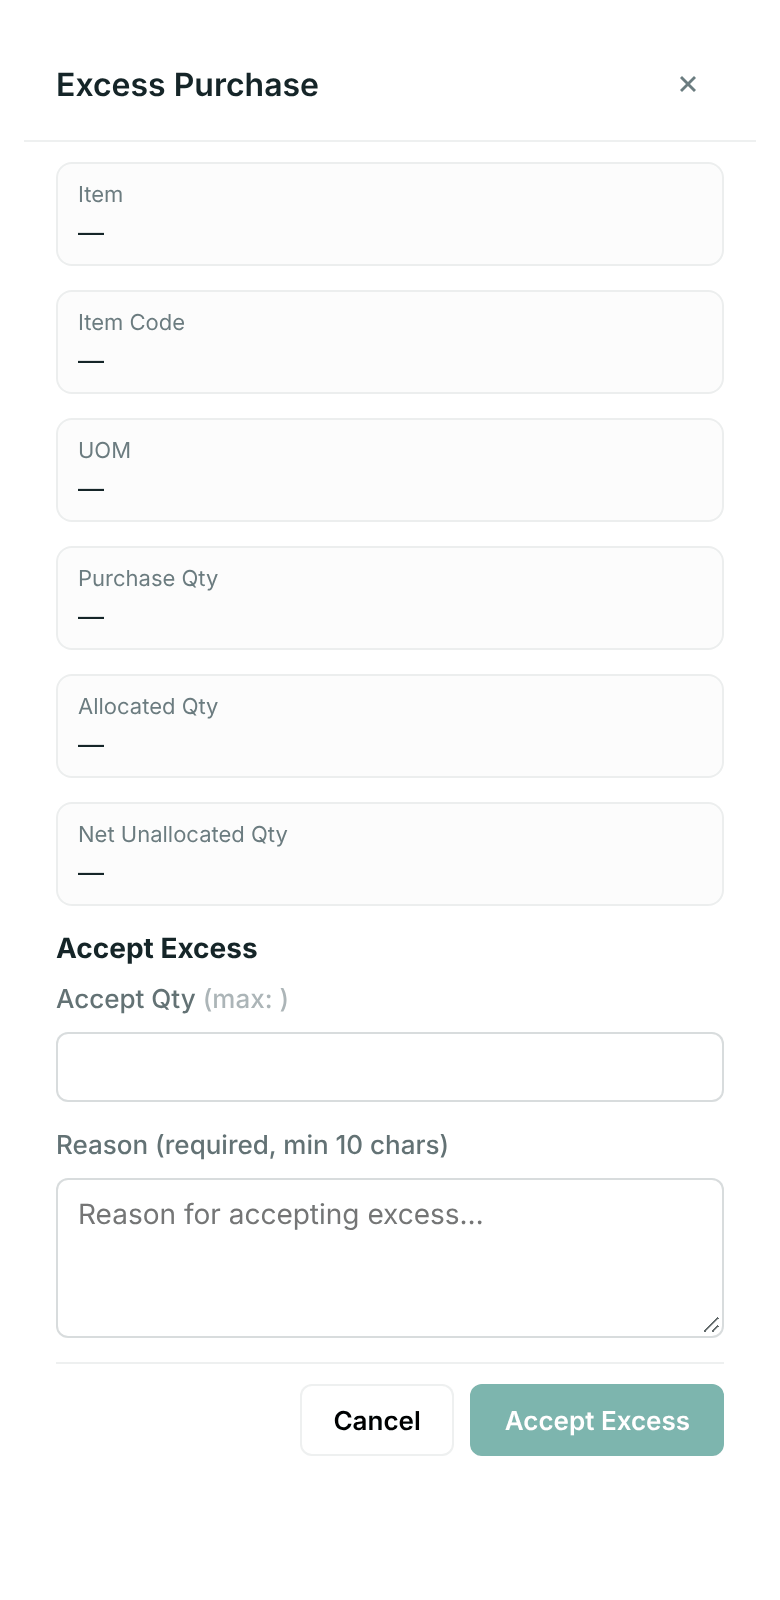 Excess Purchase ✕
Item
—
Item Code
—
UOM
—
Purchase Qty
—
Allocated Qty
—
Net Unallocated Qty
—
Accept Excess
Accept Qty (max: )
Reason (required, min 10 chars)
Reason for accepting excess...
Cancel Accept Excess